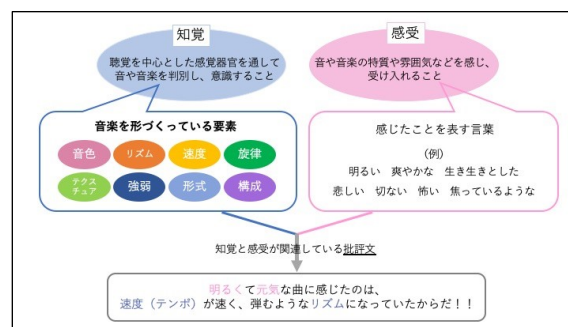 知覚
聴覚を中心とした感覚器官を通して
音や音楽を判別し、意識すること
感受
音や音楽の特質や雰囲気などを感じ、
受け入れること
音楽を形づくっている要素
音色 リズム 速度 旋律
テクス
チュア
強弱 形式 構成
感じたことを表す言葉
(例)
明るい 爽やかな 生き生きとした
悲しい 切ない 怖い 焦っているような
知覚と感受が関連している批評文
明るくて元気な曲に感じたのは、
速度（テンポ）が速く、弾むようなリズムになっていたからだ！！